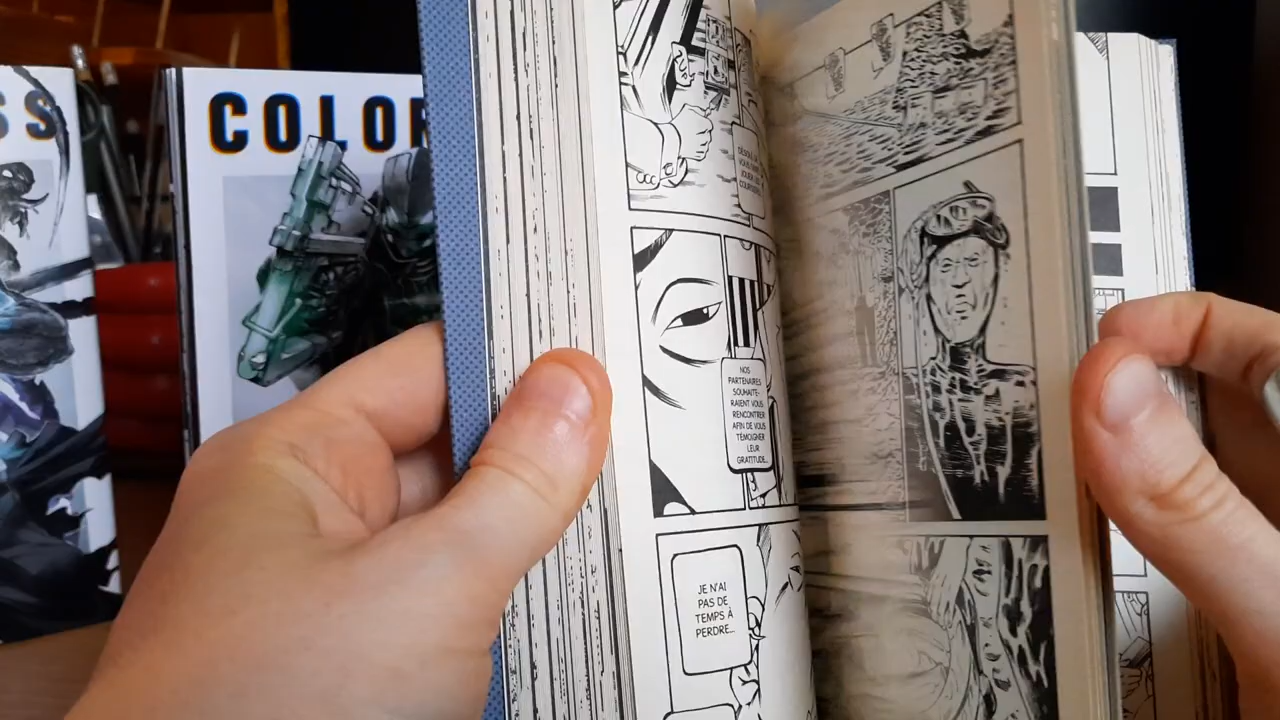 SS
COLOR
NOS
PARTENAIRES
SOUHAITE-
RAIENT VOUS
RENCONTRER
AFIN DE VOUS
TÉMOIGNER
LEUR
GRATITUDE...
JE N'AI
PAS DE
TEMPS À
PERDRE...